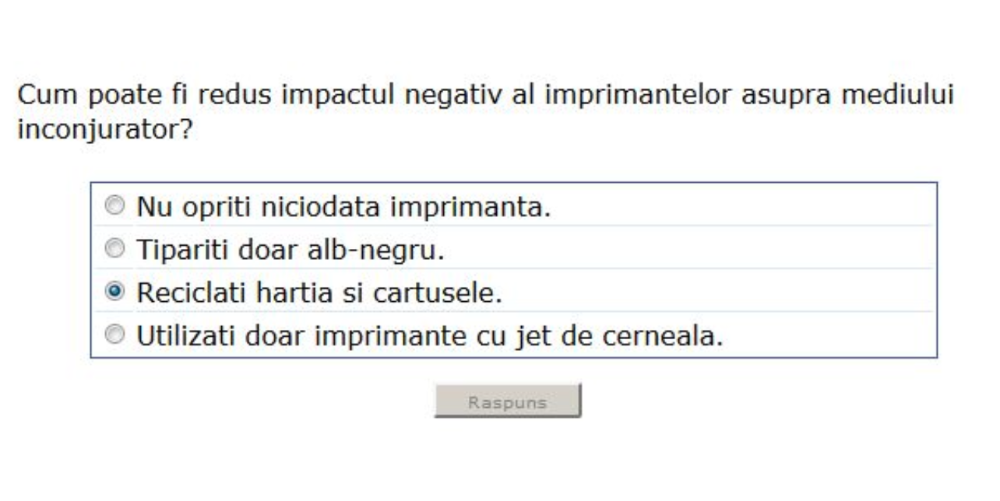 Cum poate fi redus impactul negativ al imprimantelor asupra mediului
inconjurator?
Nu opriti niciodata imprimanta.
Tipariti doar alb-negru.
Reciclati hartia si cartusele.
Utilizati doar imprimante cu jet de cerneala.
Raspuns